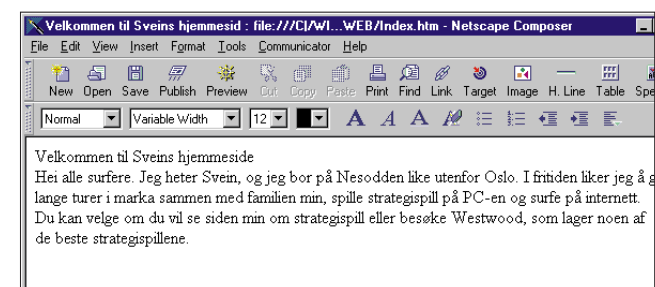 Velkommen til Sveins hjemmesid : file:///C|/WI...WEB/Index.htm - Netscape Composer
File Edit View Insert Format Tools Communicator Help
New Open Save Publish Preview Cut Copy Paste Print Find Link Target Image H. Line Table Spe
Normal Variable Width 12 A A A
Velkommen til Sveins hjemmeside
Hei alle surfere. Jeg heter Svein, og jeg bor på Nesodden like utenfor Oslo. I fritiden liker jeg å g
lange turer i marka sammen med familien min, spille strategispill på PC-en og surfe på internett.
Du kan velge om du vil se siden min om strategispill eller besøke Westwood, som lager noen af
de beste strategispillene.